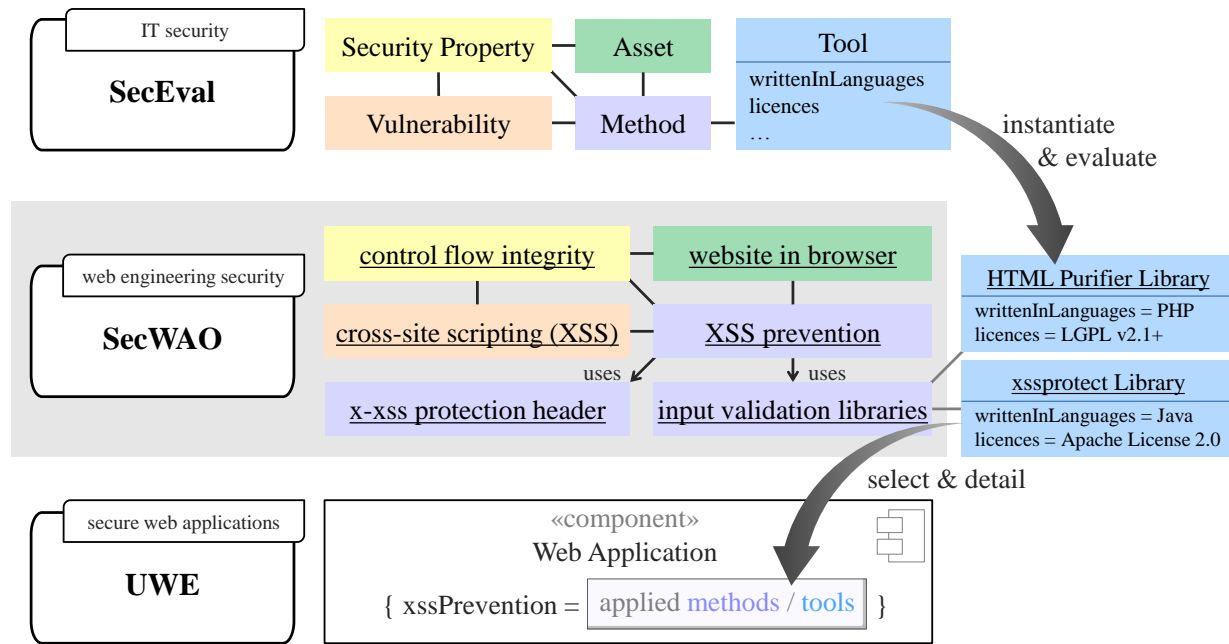 IT security
SecEval
Security Property
Asset
Tool
writtenInLanguages
licences
…
Vulnerability
Method
instantiate
& evaluate
web engineering security
SecWAO
control flow integrity
website in browser
cross-site scripting (XSS)
XSS prevention
uses
uses
x-xss protection header
input validation libraries
HTML Purifier Library
writtenInLanguages = PHP
licences = LGPL v2.1+
xssprotect Library
writtenInLanguages = Java
licences = Apache License 2.0
select & detail
secure web applications
UWE
«component»
Web Application
{ xssPrevention = applied methods / tools }